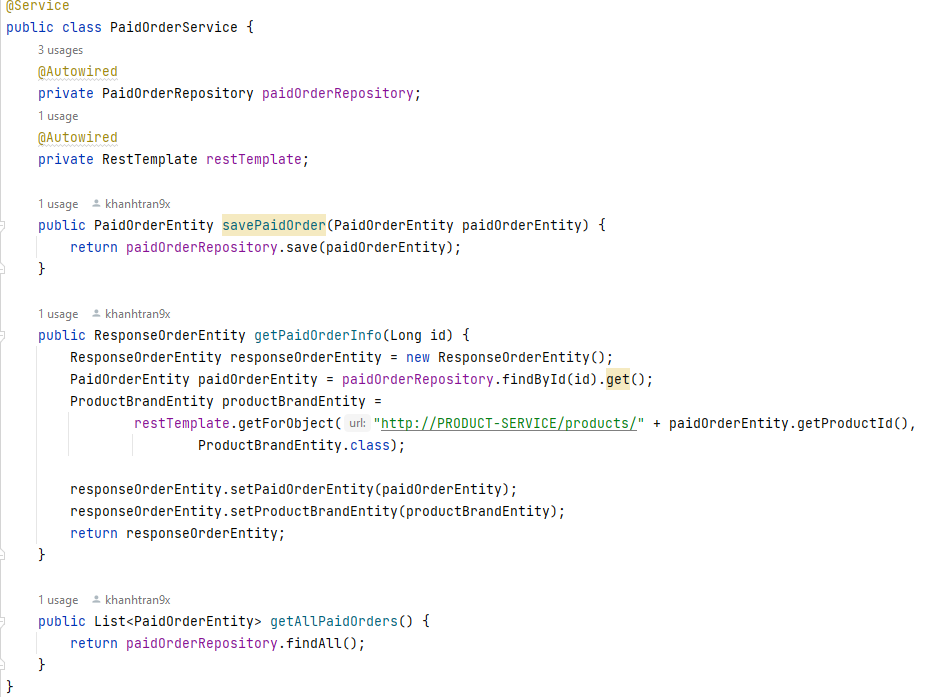 @Service
public class PaidOrderService {
3 usages
@Autowired
private PaidOrderRepository paidOrderRepository;
1 usage
@Autowired
private RestTemplate restTemplate;
1 usage khanhtran9x
public PaidOrderEntity savePaidOrder(PaidOrderEntity paidOrderEntity) {
return paidOrderRepository.save(paidOrderEntity);
}
1 usage khanhtran9x
public ResponseOrderEntity getPaidOrderInfo(Long id) {
ResponseOrderEntity responseOrderEntity = new ResponseOrderEntity();
PaidOrderEntity paidOrderEntity = paidOrderRepository.findById(id).get();
ProductBrandEntity productBrandEntity =
restTemplate.getForObject( url: "http://PRODUCT-SERVICE/products/" + paidOrderEntity.getProductId(),
ProductBrandEntity.class);
responseOrderEntity.setPaidOrderEntity(paidOrderEntity);
responseOrderEntity.setProductBrandEntity(productBrandEntity);
return responseOrderEntity;
}
1 usage khanhtran9x
public List<PaidOrderEntity> getAllPaidOrders() {
return paidOrderRepository.findAll();
}
}